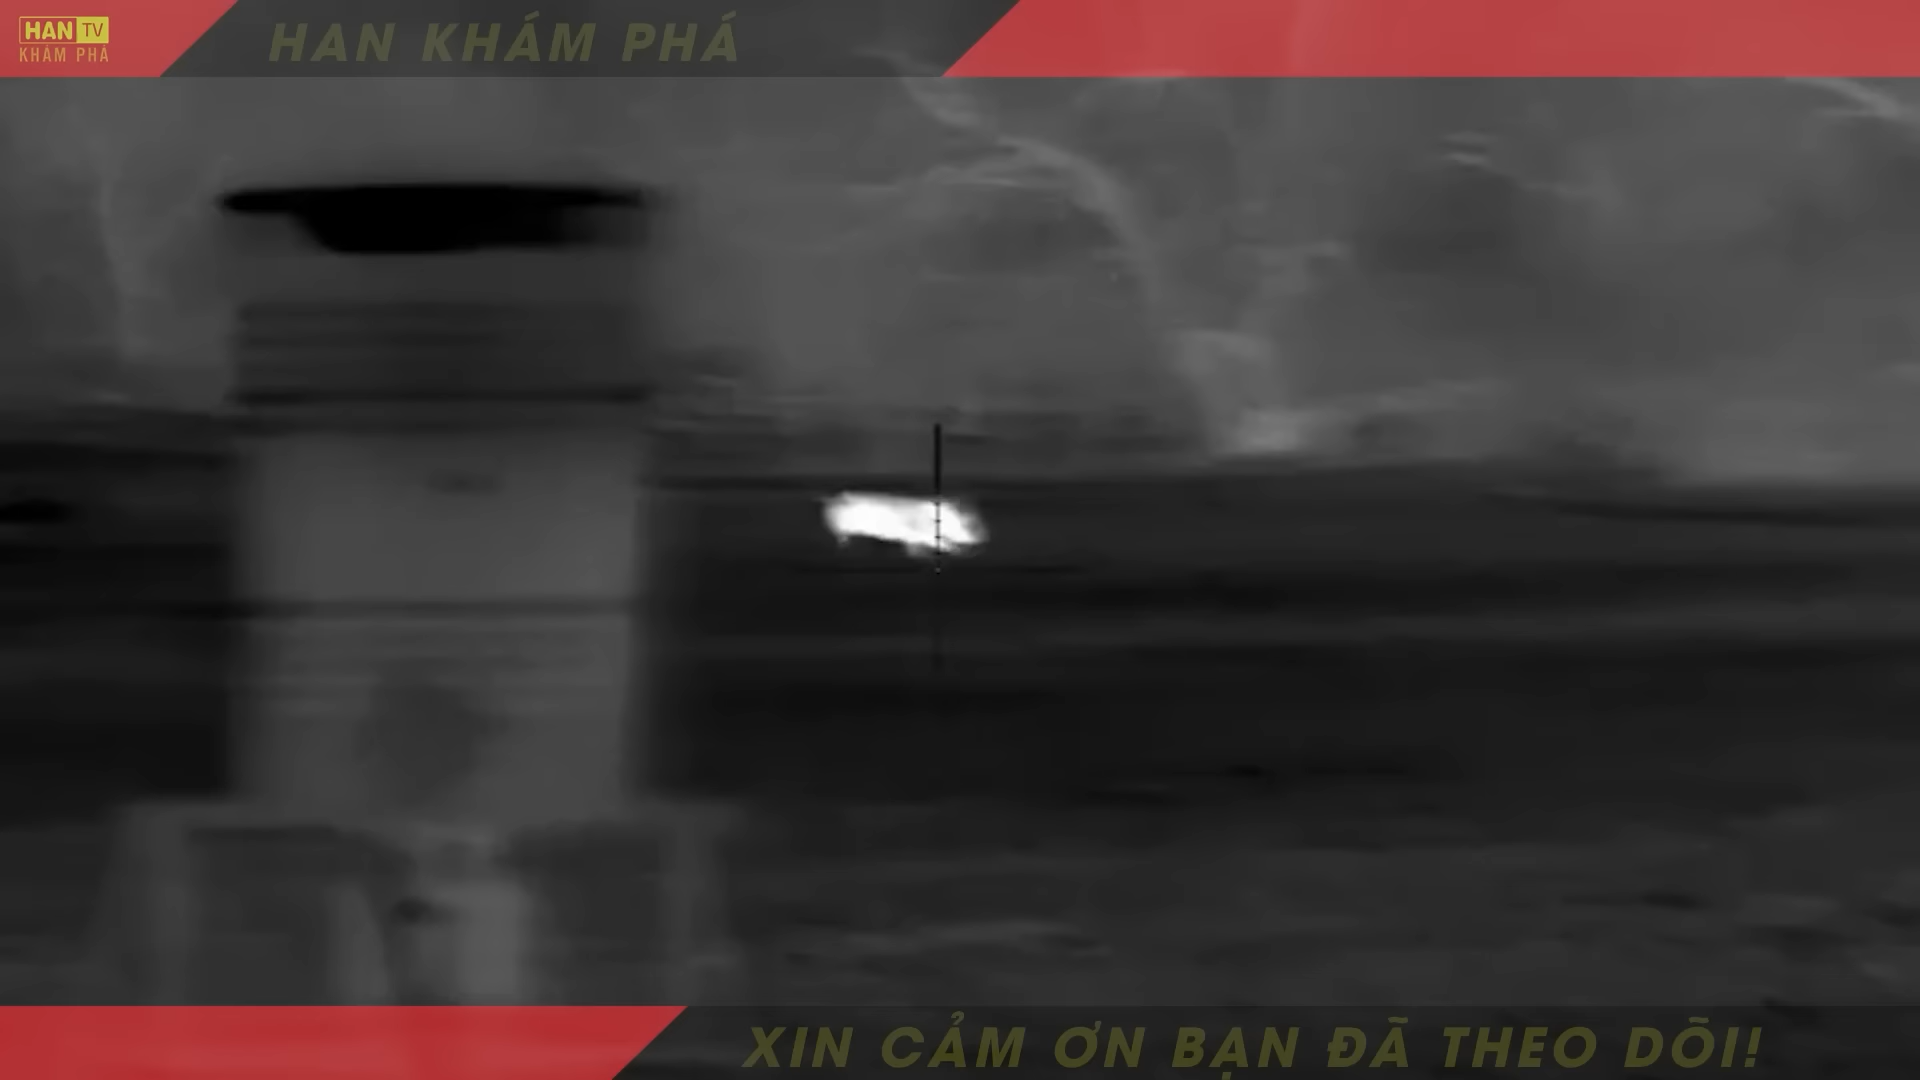 HAN TV
KHÁM PHÁ
HAN KHÁM PHÁ
XIN CẢM ƠN BẠN ĐÃ THEO DÕI!